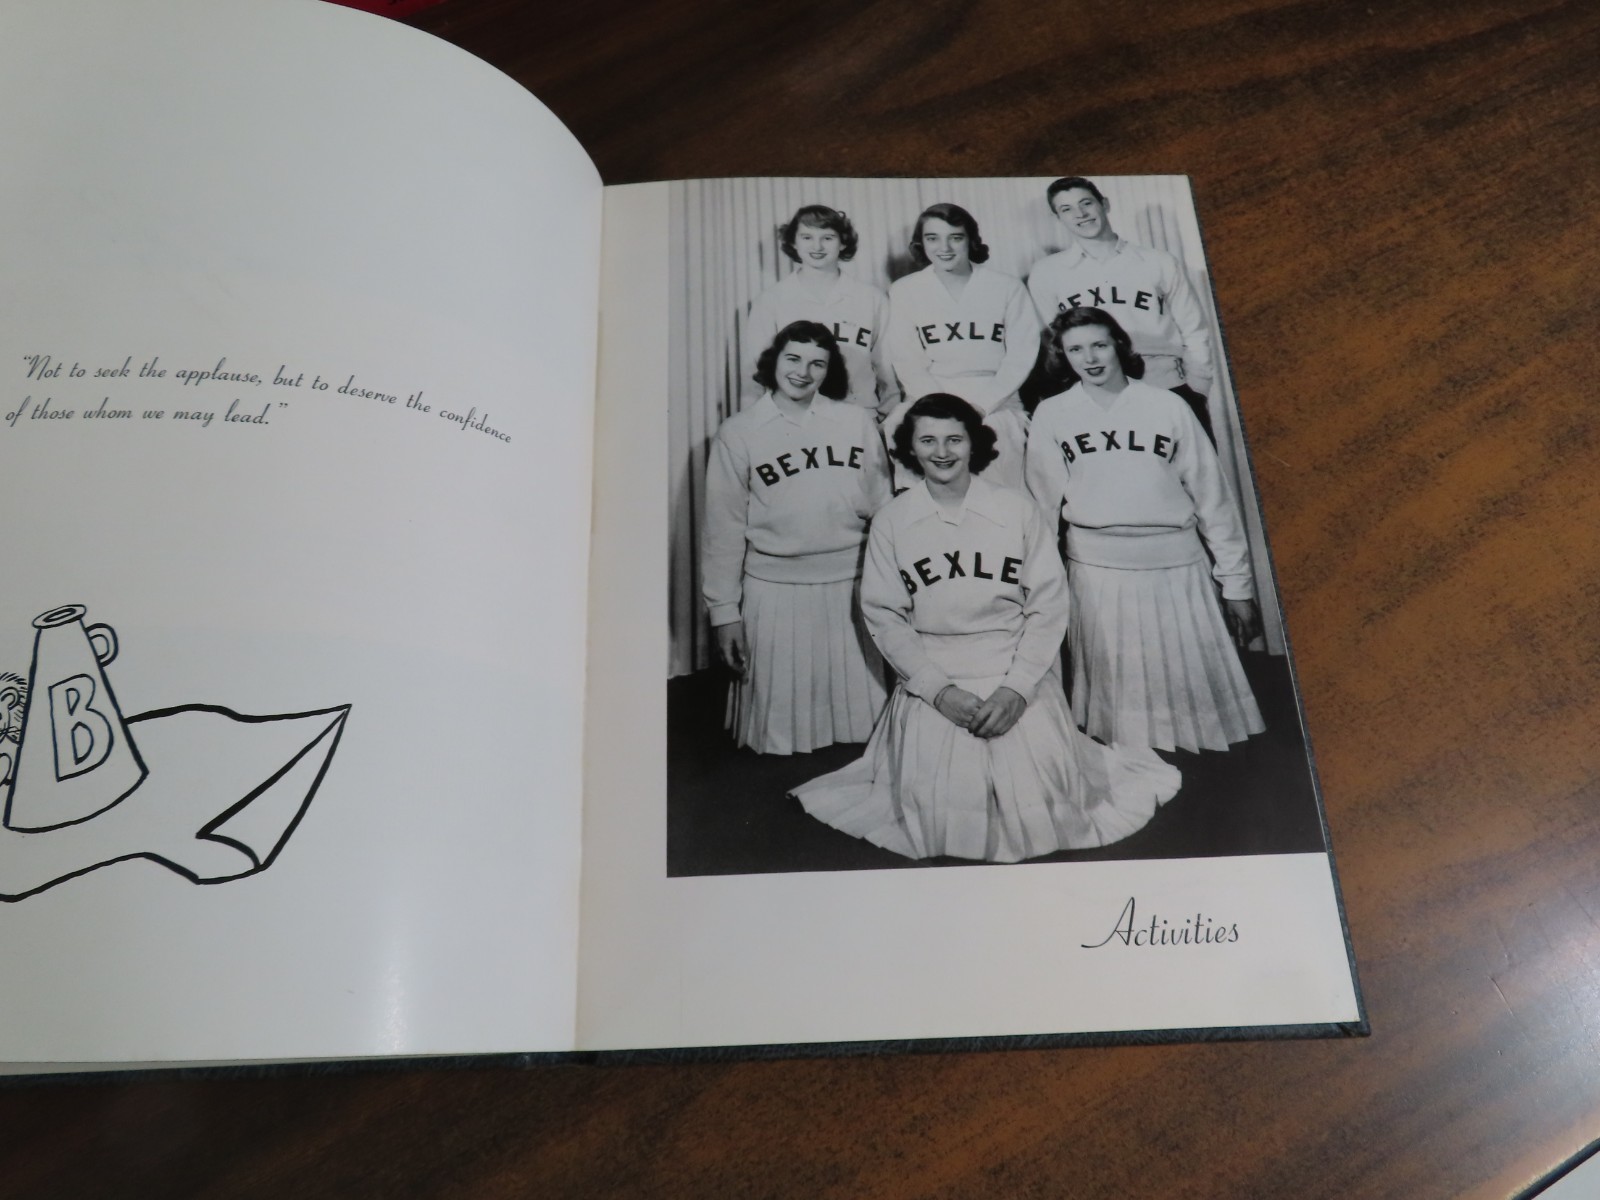 "Not to seek the applause, but to deserve the confidence
of those whom we may lead."
B
LE
EXLE
BEXLEY
BEXLE
BEXLE
BEXLE
Activities